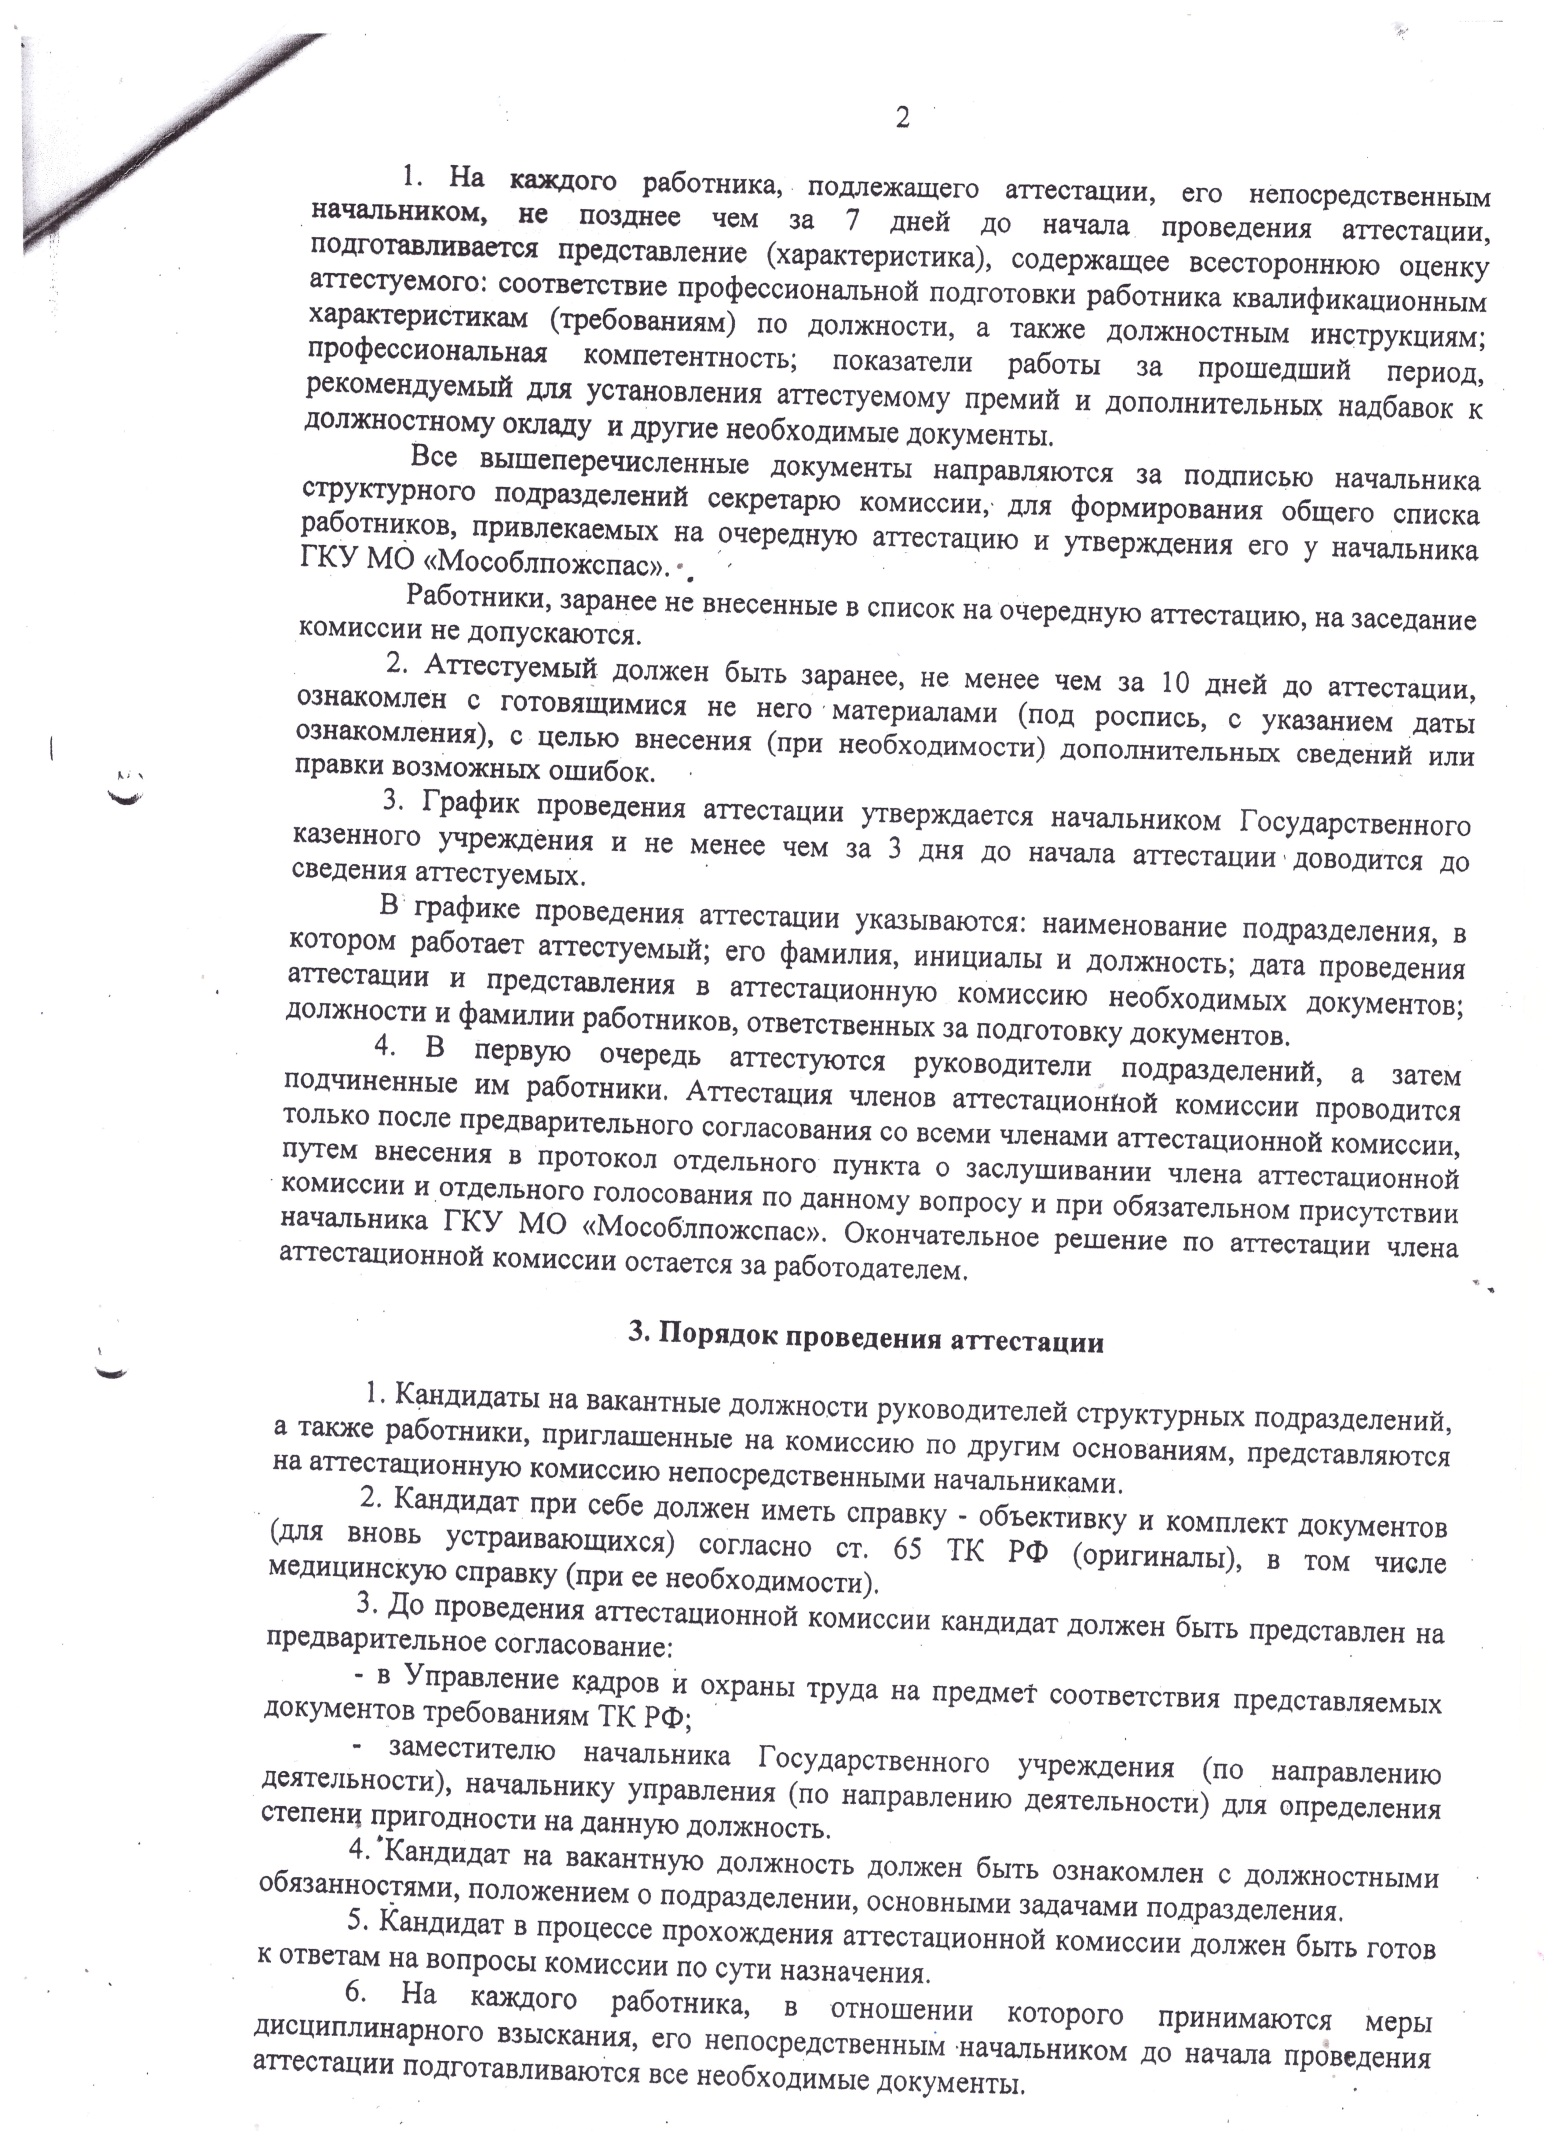 2
1. На каждого работника, подлежащего аттестации, его непосредственным
начальником, не позднее чем за 7 дней до начала проведения аттестации,
подготавливается представление (характеристика), содержащее всестороннюю оценку
аттестуемого: соответствие профессиональной подготовки работника квалификационным
характеристикам (требованиям) по должности, а также должностным инструкциям;
профессиональная компетентность; показатели работы за прошедший период,
рекомендуемый для установления аттестуемому премий и дополнительных надбавок к
должностному окладу и другие необходимые документы.
Все вышеперечисленные документы направляются за подписью начальника
структурного подразделений секретарю комиссии, для формирования общего списка
работников, привлекаемых на очередную аттестацию и утверждения его у начальника
ГКУ МО «Мособлпожспас».
Работники, заранее не внесенные в список на очередную аттестацию, на заседание
комиссии не допускаются.
2. Аттестуемый должен быть заранее, не менее чем за 10 дней до аттестации,
ознакомлен с готовящимися не него материалами (под роспись, с указанием даты
ознакомления), с целью внесения (при необходимости) дополнительных сведений или
правки возможных ошибок.
3. График проведения аттестации утверждается начальником Государственного
казенного учреждения и не менее чем за 3 дня до начала аттестации доводится до
сведения аттестуемых.
В графике проведения аттестации указываются: наименование подразделения, в
котором работает аттестуемый; его фамилия, инициалы и должность; дата проведения
аттестации и представления в аттестационную комиссию необходимых документов;
должности и фамилии работников, ответственных за подготовку документов.
4. В первую очередь аттестуются руководители подразделений, а затем
подчиненные им работники. Аттестация членов аттестационной комиссии проводится
только после предварительного согласования со всеми членами аттестационной комиссии,
путем внесения в протокол отдельного пункта о заслушивании члена аттестационной
комиссии и отдельного голосования по данному вопросу и при обязательном присутствии
начальника ГКУ МО «Мособлпожспас». Окончательное решение по аттестации члена
аттестационной комиссии остается за работодателем.
3. Порядок проведения аттестации
1. Кандидаты на вакантные должности руководителей структурных подразделений,
а также работники, приглашенные на комиссию по другим основаниям, представляются
на аттестационную комиссию непосредственными начальниками.
2. Кандидат при себе должен иметь справку - объективку и комплект документов
(для вновь устраивающихся) согласно ст. 65 ТК РФ (оригиналы), в том числе
медицинскую справку (при ее необходимости).
3. До проведения аттестационной комиссии кандидат должен быть представлен на
предварительное согласование:
- в Управление кадров и охраны труда на предмет соответствия представляемых
документов требованиям ТК РФ;
- заместителю начальника Государственного учреждения (по направлению
деятельности), начальнику управления (по направлению деятельности) для определения
степени пригодности на данную должность.
4. Кандидат на вакантную должность должен быть ознакомлен с должностными
обязанностями, положением о подразделении, основными задачами подразделения.
5. Кандидат в процессе прохождения аттестационной комиссии должен быть готов
к ответам на вопросы комиссии по сути назначения.
6. На каждого работника, в отношении которого принимаются меры
дисциплинарного взыскания, его непосредственным начальником до начала проведения
аттестации подготавливаются все необходимые документы.